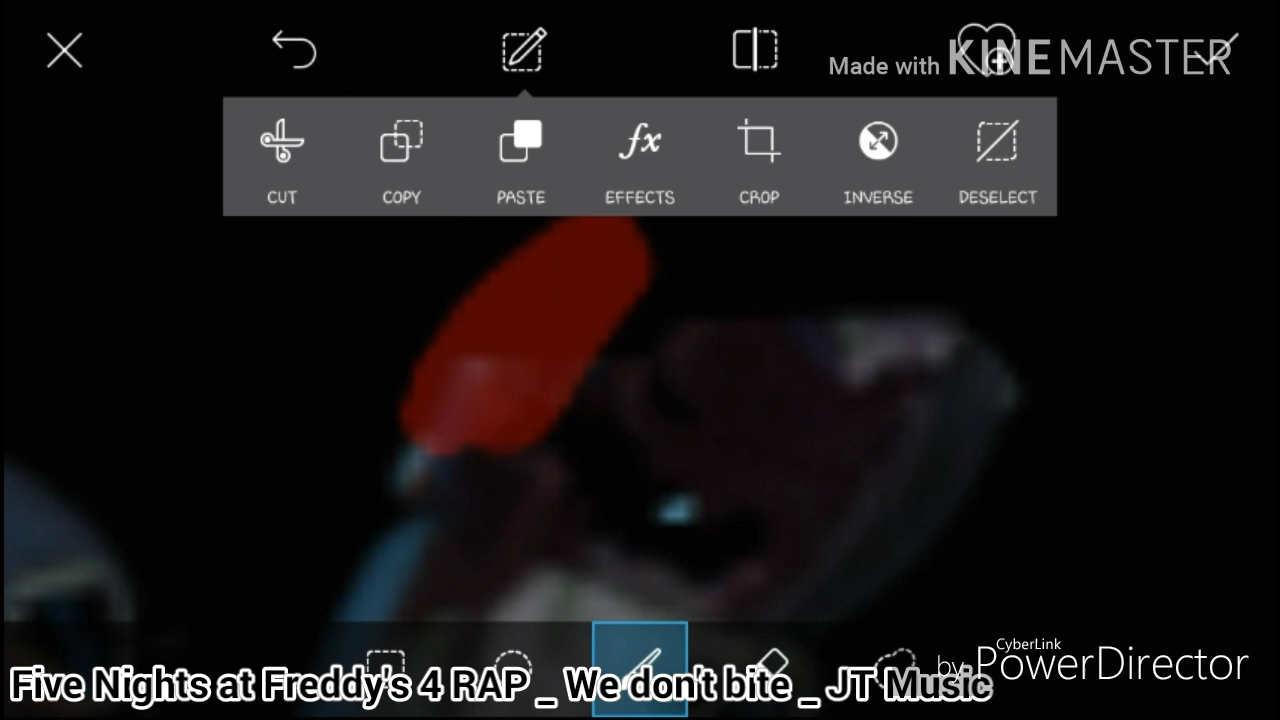 Made with KINEMASTER
CUT COPY PASTE EFFECTS CROP INVERSE DESELECT
CyberLink
by PowerDirector
Five Nights at Freddy's 4 RAP _ We don't bite _ JT Music